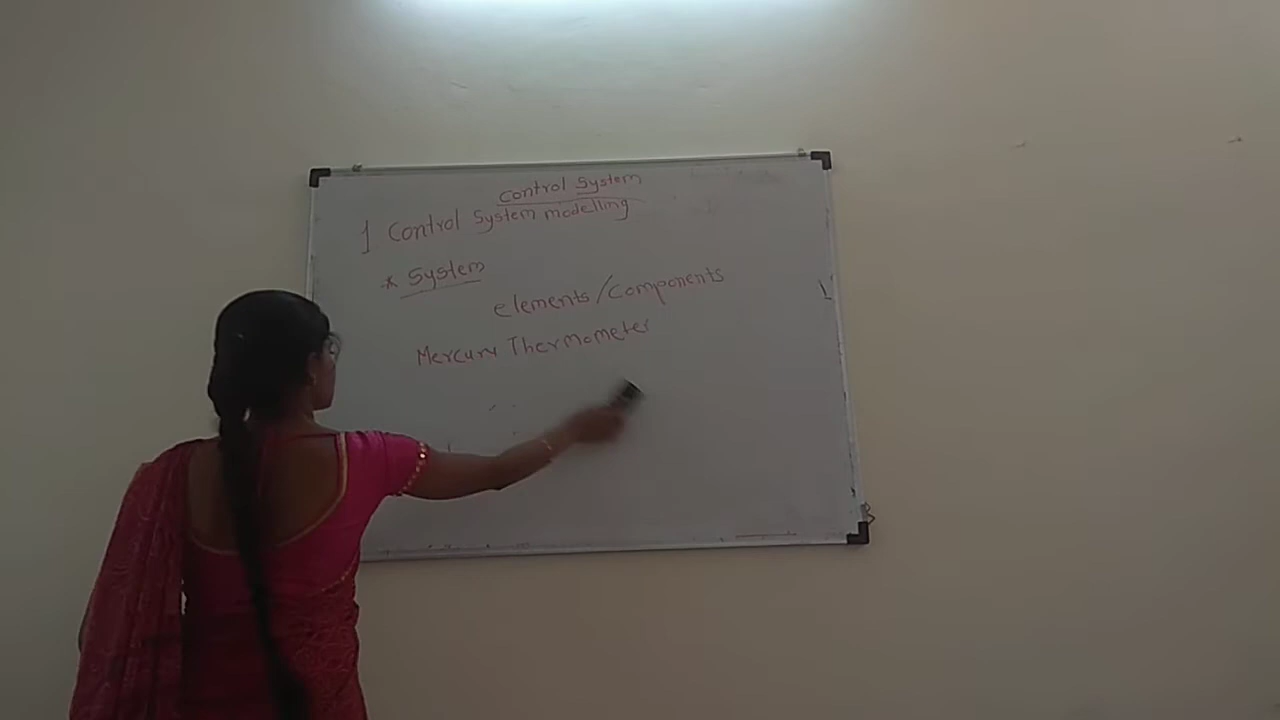 Control System
1 Control System modelling
* System
elements/Components
Mercury Thermometer